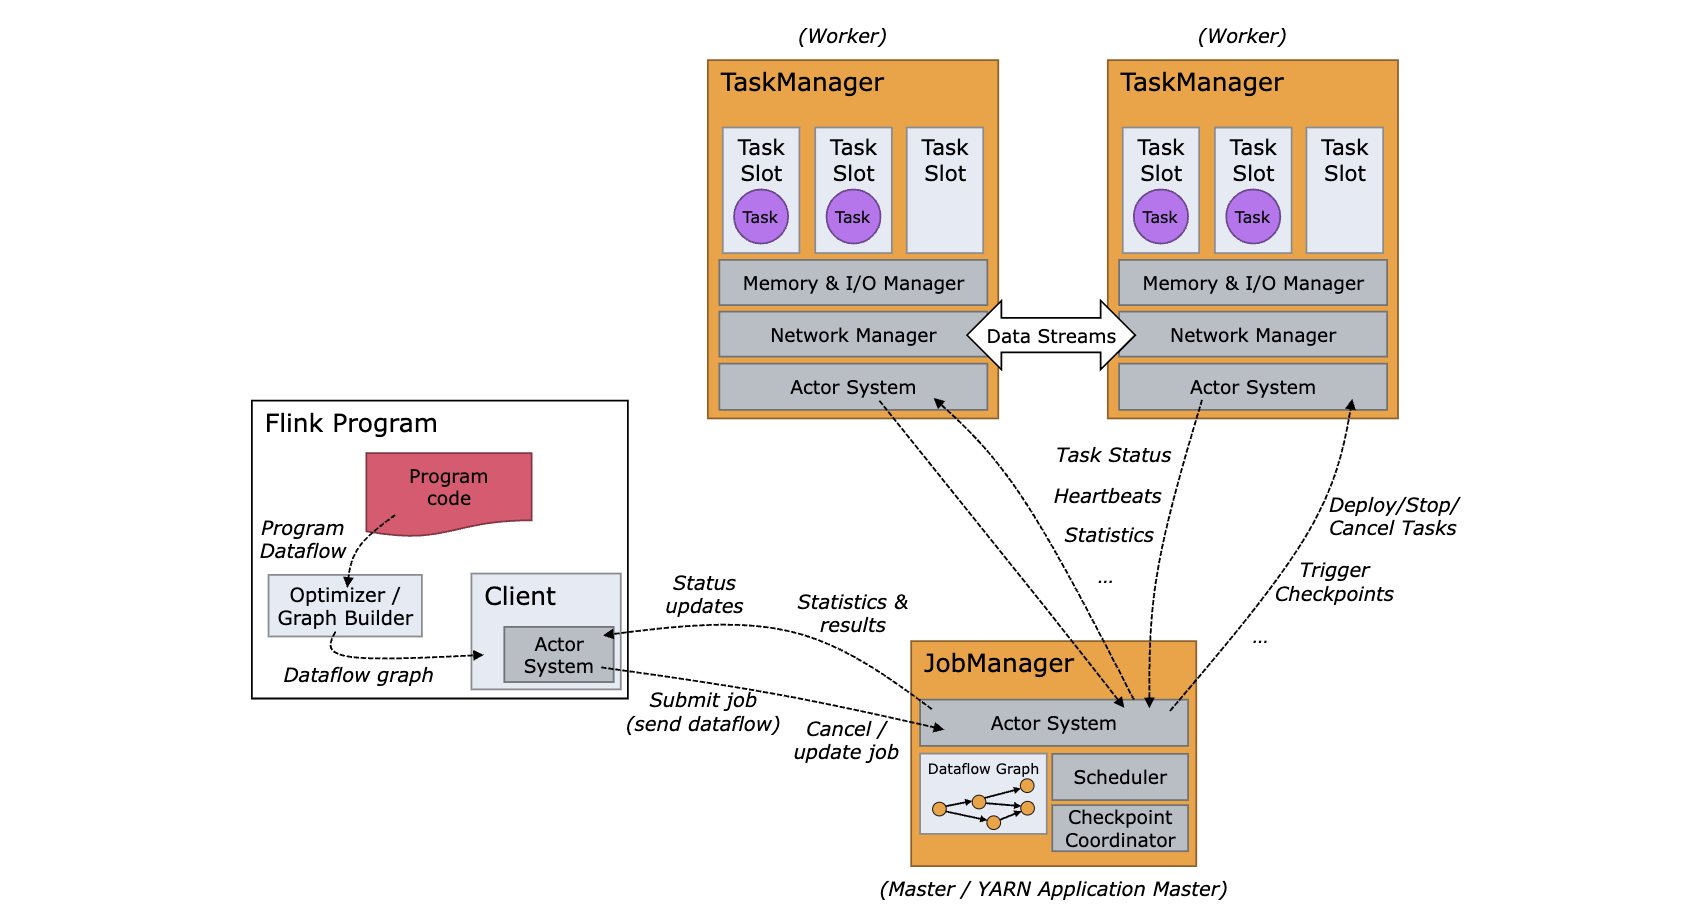 (Worker)
TaskManager
Task
Slot
Task
Task
Slot
Task
Task
Slot
Memory & I/O Manager
Network Manager
Actor System
(Worker)
TaskManager
Task
Slot
Task
Task
Slot
Task
Task
Slot
Memory & I/O Manager
Network Manager
Actor System
Data Streams
Flink Program
Program
code
Program
Dataflow
Optimizer /
Graph Builder
Dataflow graph
Client
Actor
System
Status
updates
Statistics &
results
Submit job
(send dataflow)
Cancel /
update job
Task Status
Heartbeats
Statistics
...
Deploy/Stop/
Cancel Tasks
Trigger
Checkpoints
...
JobManager
Actor System
Dataflow Graph
Scheduler
Checkpoint
Coordinator
(Master / YARN Application Master)